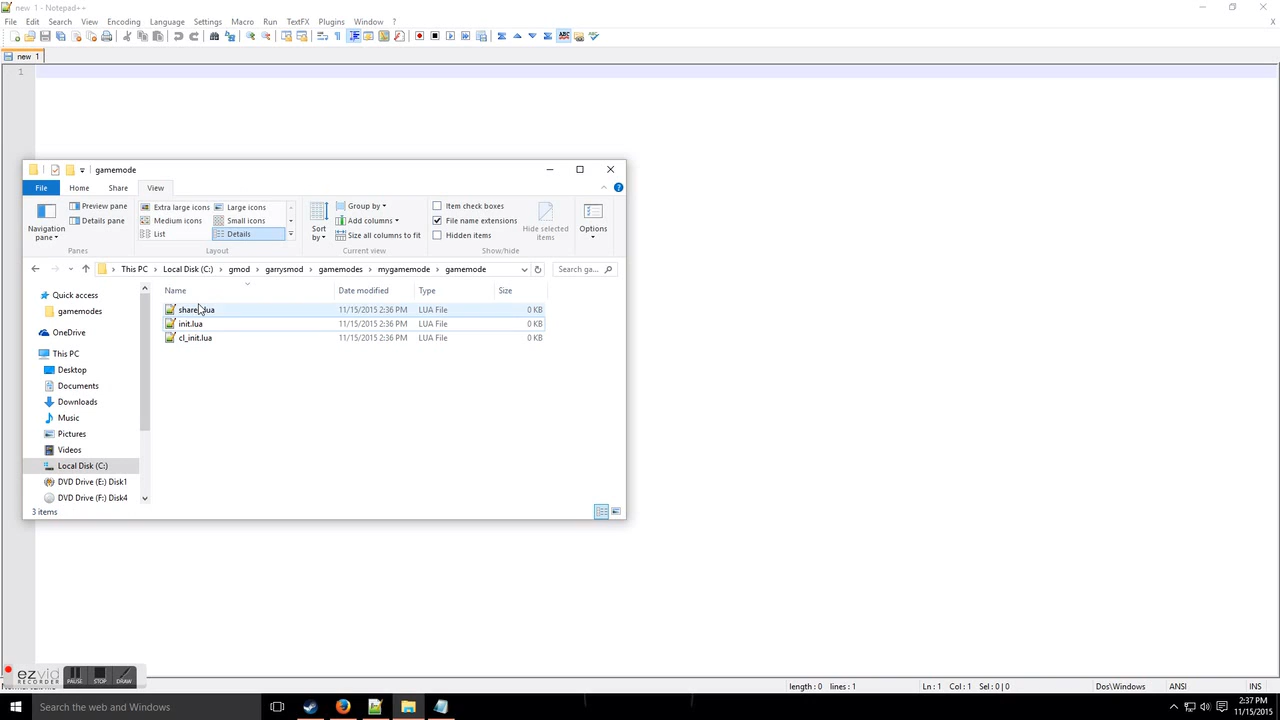 new 1 - Notepad++
File Edit Search View Encoding Language Settings Macro Run TextFX Plugins Window ?
X
new 1
1
gamemode
File Home Share View
Preview pane
Details pane
Navigation pane
Panes
Extra large icons Large icons
Medium icons Small icons
List Details
Layout
Sort by
Group by
Add columns
Size all columns to fit
Current view
Item check boxes
File name extensions
Hidden items
Hide selected items
Show/hide
Options
This PC Local Disk (C:) gmod garrysmod gamemodes mygamemode gamemode
Search ga...
Name Date modified Type Size
11/15/2015 2:36 PM LUA File 0 KB
init.lua 11/15/2015 2:36 PM LUA File 0 KB
cl_init.lua 11/15/2015 2:36 PM LUA File 0 KB
Quick access
gamemodes
OneDrive
This PC
Desktop
Documents
Downloads
Music
Pictures
Videos
Local Disk (C:)
DVD Drive (E:) Disk1
DVD Drive (F:) Disk4
3 items
ezvid
RECORDER
PAUSE STOP DRAW
length : 0 lines : 1 Ln : 1 Col : 1 Sel : 0 | 0 Dos\Windows ANSI INS
Search the web and Windows
2:37 PM
11/15/2015